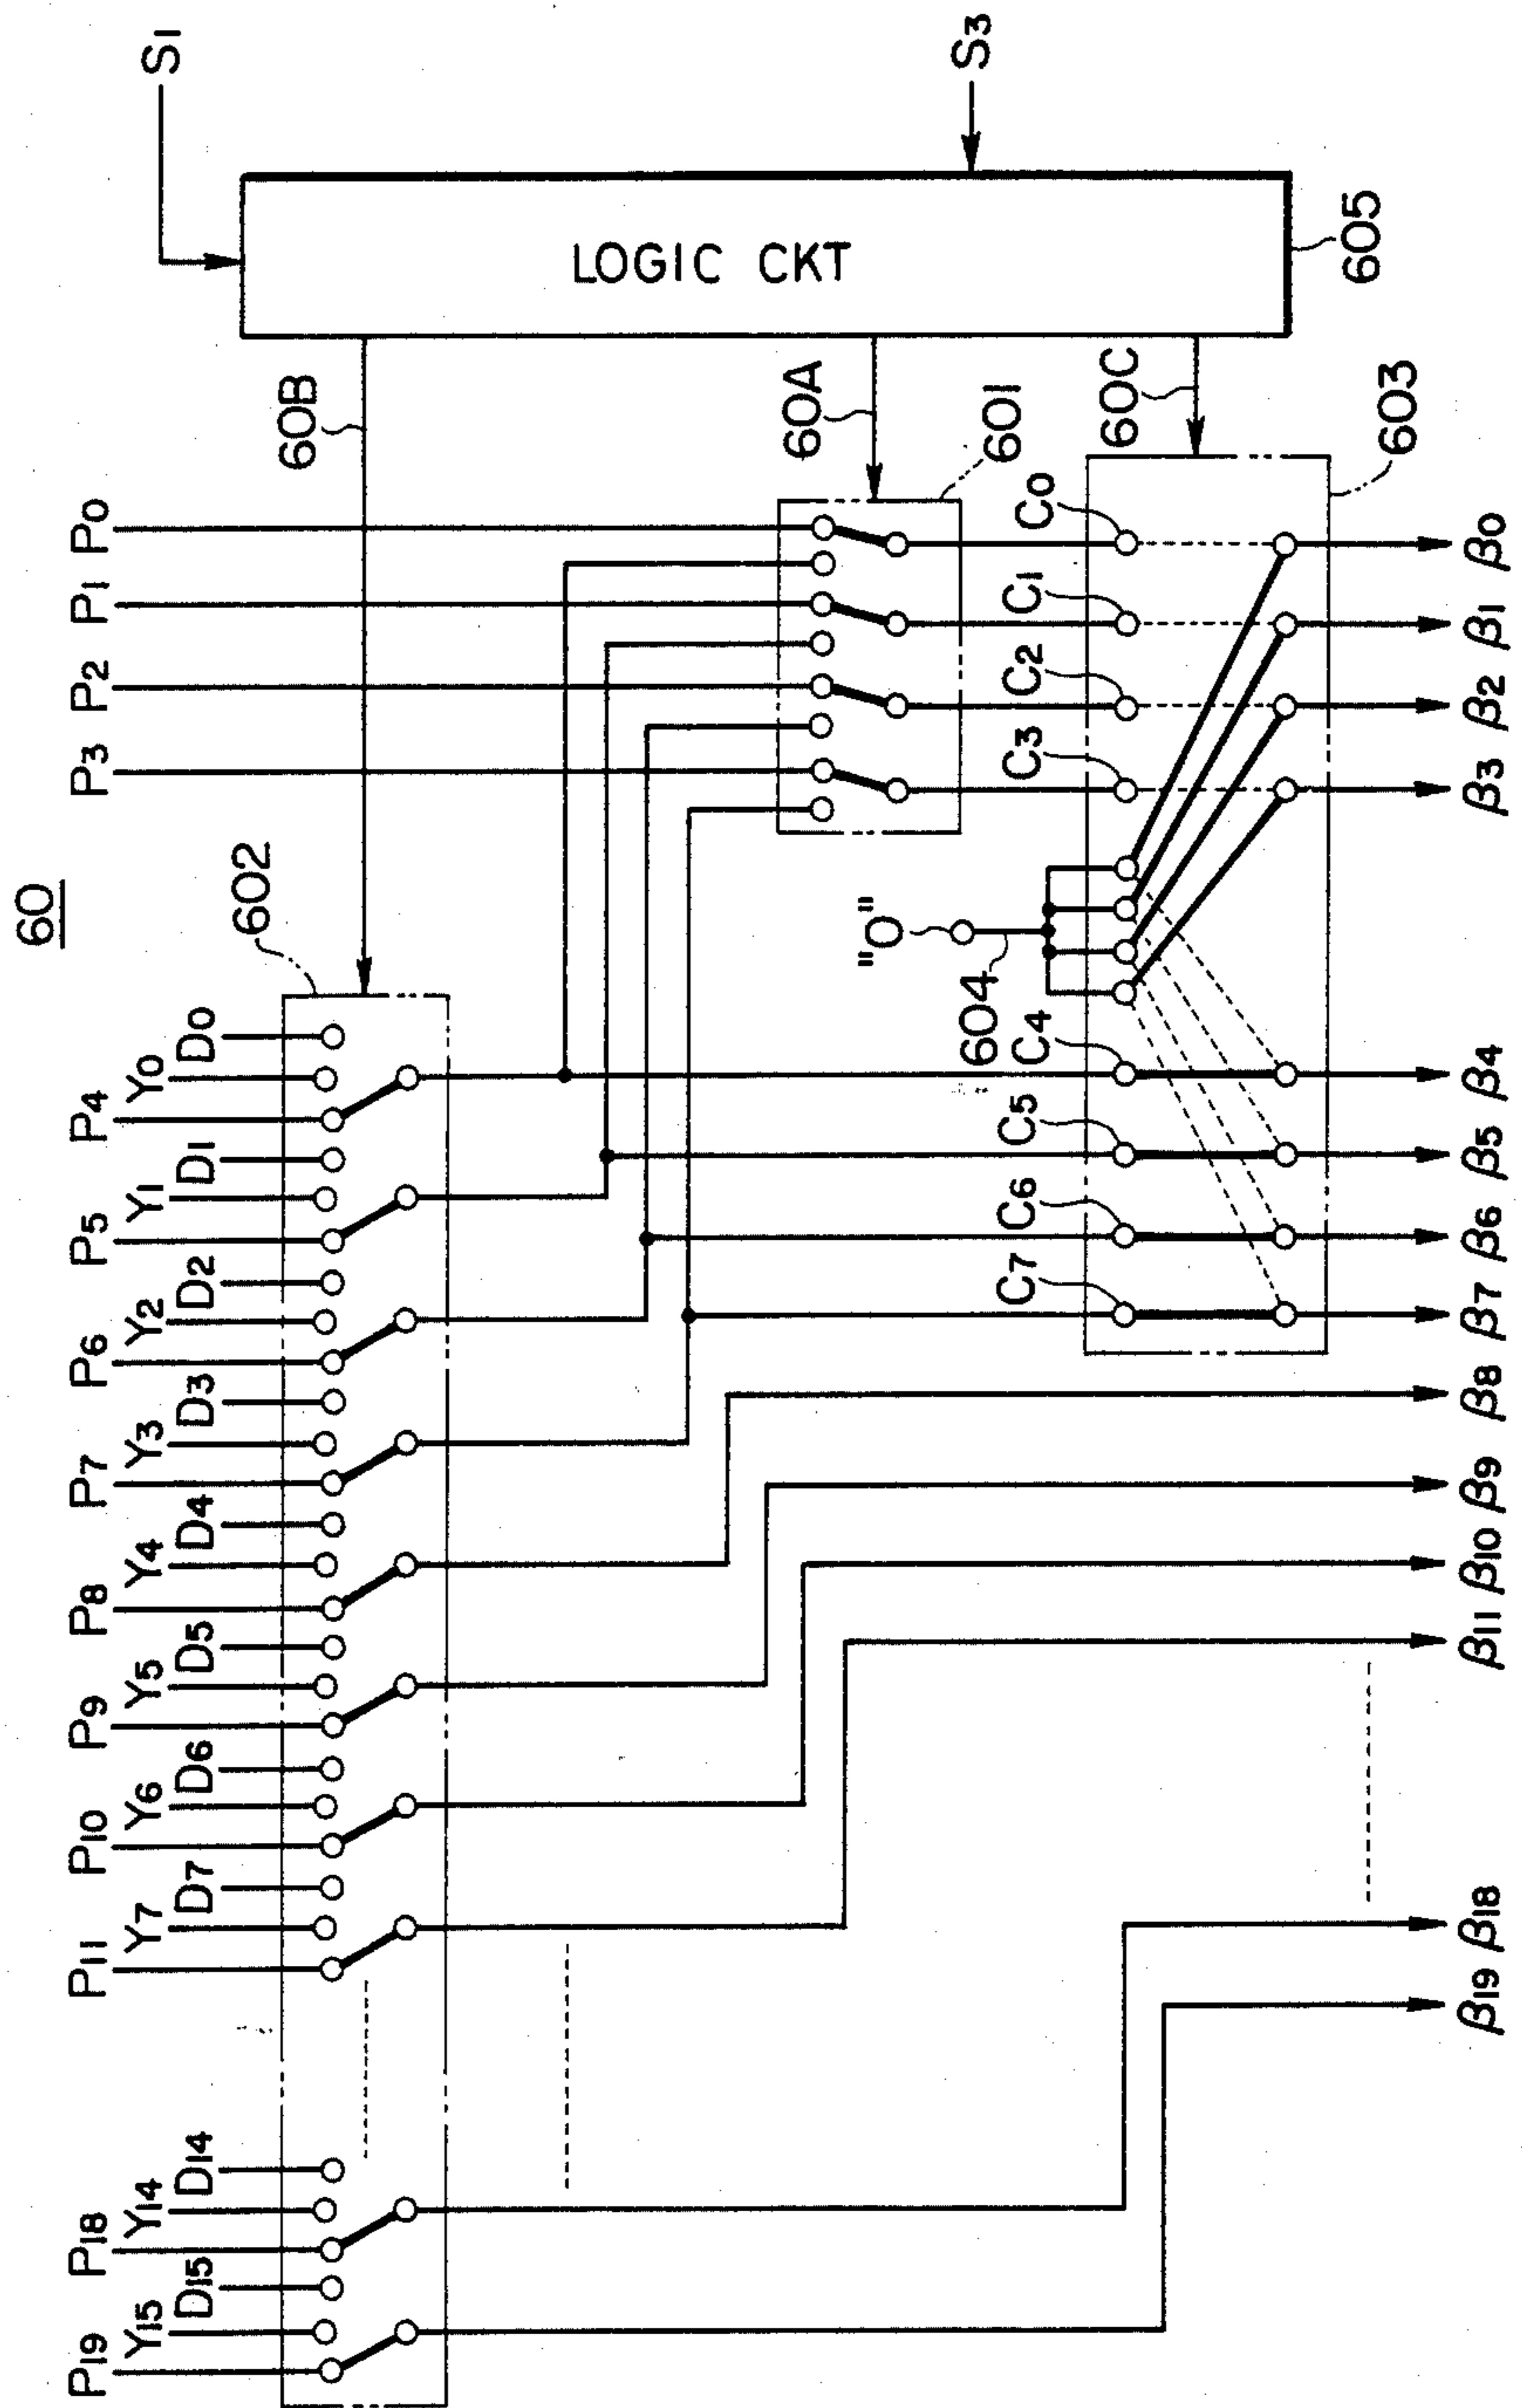 60
S1
S3
LOGIC CKT
605
60B
60A
60C
601
603
602
P19 P18 P11 P10 P9 P8 P7 P6 P5 P4 P3 P2 P1 P0
Y15 Y14 Y7 Y6 Y5 Y4 Y3 Y2 Y1 Y0
D15 D14 D7 D6 D5 D4 D3 D2 D1 D0
"0"
604
C7 C6 C5 C4 C3 C2 C1 C0
β19 β18 β11 β10 β9 β8 β7 β6 β5 β4 β3 β2 β1 β0